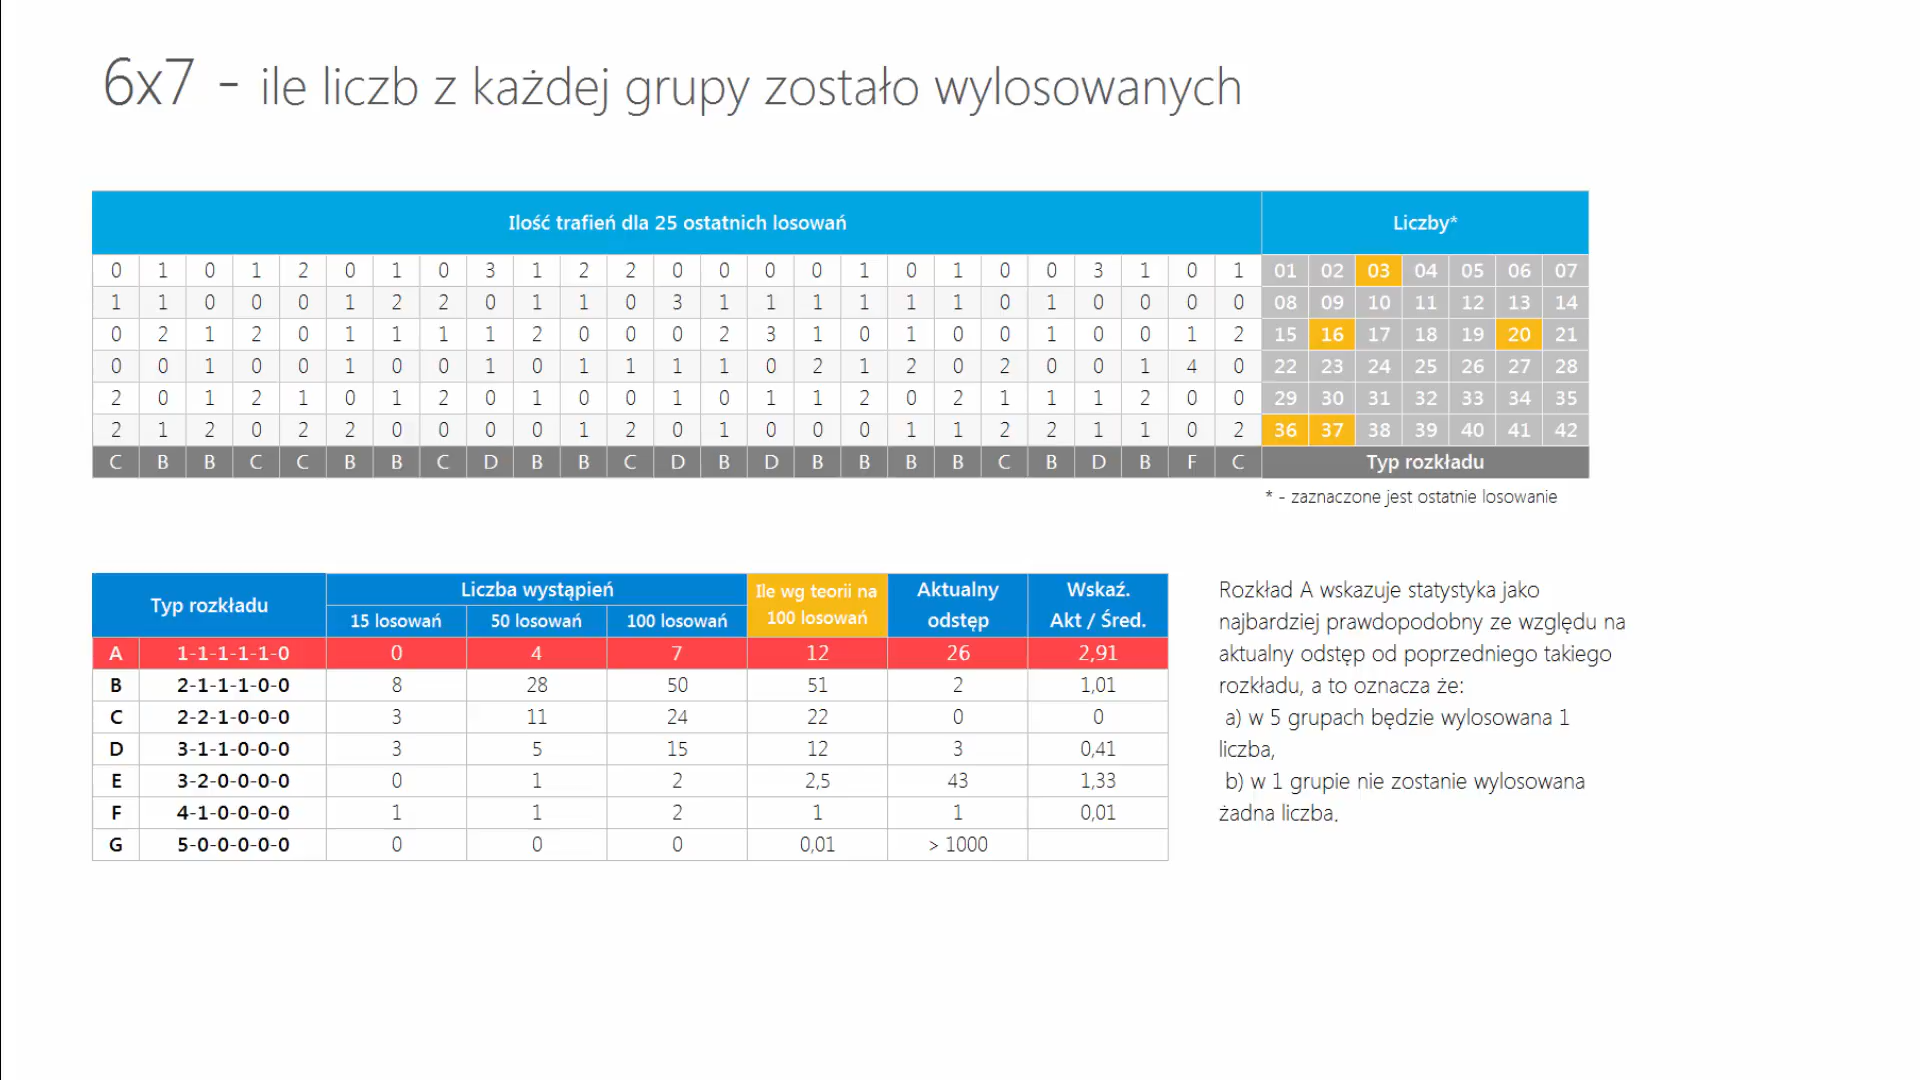 6x7 - ile liczb z każdej grupy zostało wylosowanych
Ilość trafień dla 25 ostatnich losowań Liczby*
0 1 0 1 2 0 1 0 3 1 2 2 0 0 0 0 1 0 1 0 0 3 1 0 1 01 02 03 04 05 06 07
1 1 0 0 0 1 2 2 0 1 1 0 3 1 1 1 1 1 1 0 1 0 0 0 0 08 09 10 11 12 13 14
0 2 1 2 0 1 1 1 1 2 0 0 0 2 3 1 0 1 0 0 1 0 0 1 2 15 16 17 18 19 20 21
0 0 1 0 0 1 0 0 1 0 1 1 1 1 0 2 1 2 0 2 0 0 1 4 0 22 23 24 25 26 27 28
2 0 1 2 1 0 1 2 0 1 0 0 1 0 1 1 2 0 2 1 1 1 2 0 0 29 30 31 32 33 34 35
2 1 2 0 2 2 0 0 0 0 1 2 0 1 0 0 0 1 1 2 2 1 1 0 2 36 37 38 39 40 41 42
C B B C C B B C D B B C D B D B B B B C B D B F C Typ rozkładu
* - zaznaczone jest ostatnie losowanie
Typ rozkładu Liczba wystąpień Ile wg teorii na 100 losowań Aktualny odstęp Wskaź. Akt / Śred.
15 losowań 50 losowań 100 losowań
A 1-1-1-1-1-0 0 4 7 12 26 2,91
B 2-1-1-1-0-0 8 28 50 51 2 1,01
C 2-2-1-0-0-0 3 11 24 22 0 0
D 3-1-1-0-0-0 3 5 15 12 3 0,41
E 3-2-0-0-0-0 0 1 2 2,5 43 1,33
F 4-1-0-0-0-0 1 1 2 1 1 0,01
G 5-0-0-0-0-0 0 0 0 0,01 > 1000
Rozkład A wskazuje statystyka jako
najbardziej prawdopodobny ze względu na
aktualny odstęp od poprzedniego takiego
rozkładu, a to oznacza że:
a) w 5 grupach będzie wylosowana 1
liczba,
b) w 1 grupie nie zostanie wylosowana
żadna liczba.